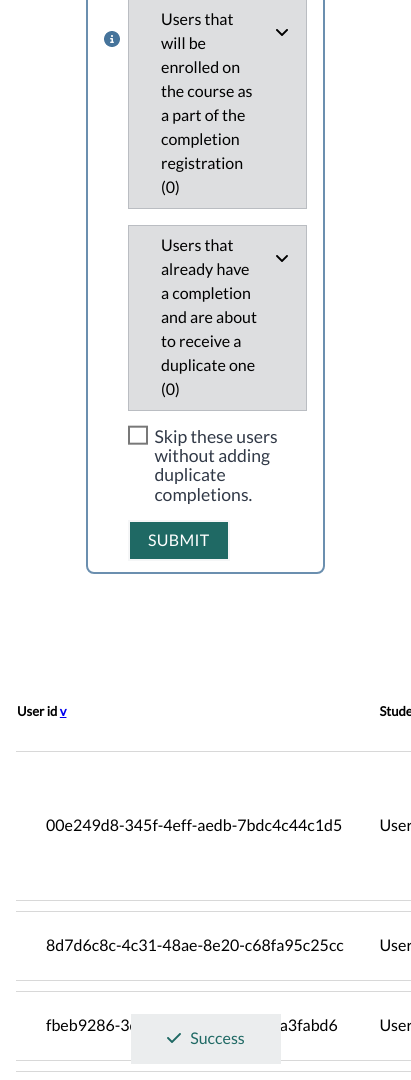 Users that
will be
enrolled on
the course as
a part of the
completion
registration
(0)
Users that
already have
a completion
and are about
to receive a
duplicate one
(0)
Skip these users
without adding
duplicate
completions.
SUBMIT
User id v
Stude
00e249d8-345f-4eff-aedb-7bdc4c44c1d5
User
8d7d6c8c-4c31-48ae-8e20-c68fa95c25cc
User
fbeb9286-3
a3fabd6
User
Success